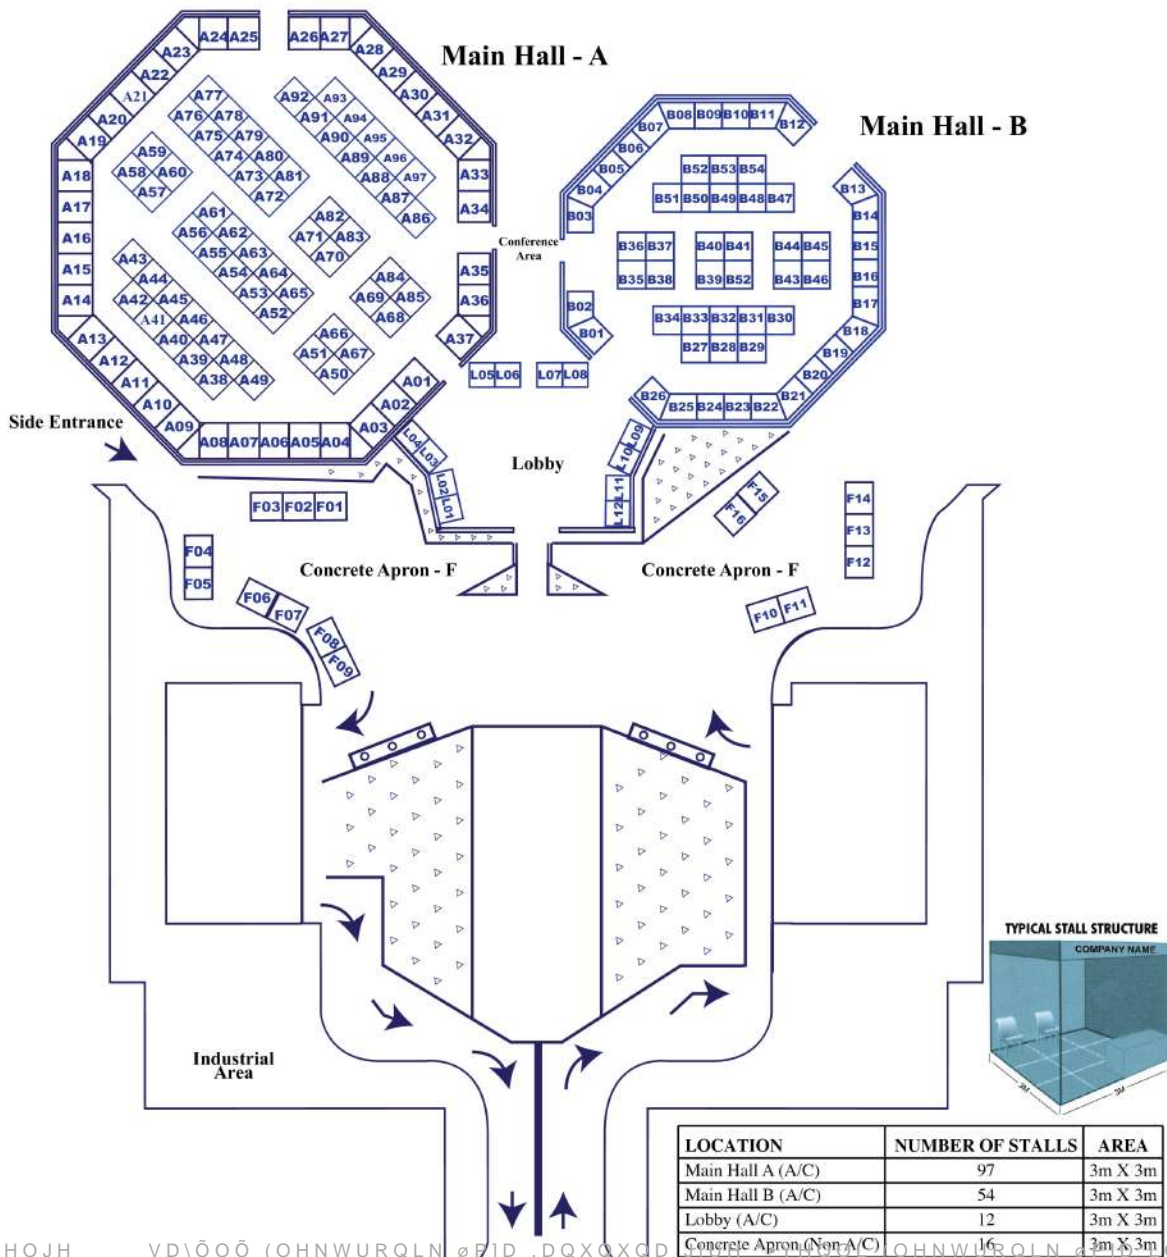 Main Hall - A
A23 A24 A25 A26 A27 A28
A22 A29
A21 A30
A20 A31
A19 A32
A18 A33
A17 A34
A16
A15 A35
A14 A36
A13 A37
A12 A01
A11 A02
A10 A03
A09
A08 A07 A06 A05 A04
A77
A76 A78
A75 A79
A74 A80
A73 A81
A72
A92 A93
A91 A94
A90 A95
A89 A96
A88 A97
A87
A86
A59
A58 A60
A57
A61
A56 A62
A55 A63
A54 A64
A53 A65
A52
A82
A71 A83
A70
A84
A69 A85
A68
A43
A44
A42 A45
A41 A46
A40 A47
A39 A48
A38 A49
A66
A51 A67
A50
Main Hall - B
B07 B08 B09 B10 B11 B12
B06
B05
B04 B13
B03 B14
B15
B16
B02 B17
B01 B18
B19
B20
B26 B21
B25 B24 B23 B22
B52 B53 B54
B51 B50 B49 B48 B47
B36 B37 B40 B41 B44 B45
B35 B38 B39 B52 B43 B46
B34 B33 B32 B31 B30
B27 B28 B29
Conference
Area
L05 L06 L07 L08
Side Entrance
Lobby
L04
L03
L02
L01
L09
L10
L11
L12
F03 F02 F01
F04
F05
F06 F07
F08
F09
F15
F16
F14
F13
F12
F10 F11
Concrete Apron - F
Concrete Apron - F
Industrial
Area
TYPICAL STALL STRUCTURE
COMPANY NAME
3M 3M
LOCATION NUMBER OF STALLS AREA
Main Hall A (A/C) 97 3m X 3m
Main Hall B (A/C) 54 3m X 3m
Lobby (A/C) 12 3m X 3m
Concrete Apron (Non A/C) 16 3m X 3m